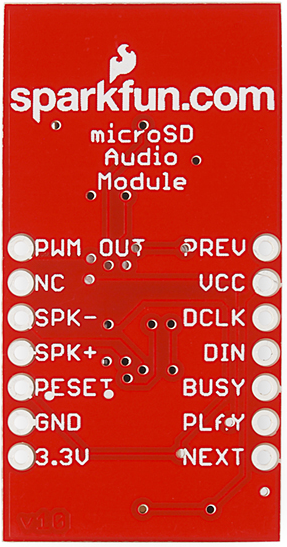 sparkfun.com
microSD
Audio
Module
PWM OUT PREV
NC VCC
SPK- DCLK
SPK+ DIN
RESET BUSY
GND PLAY
3.3V NEXT
v10